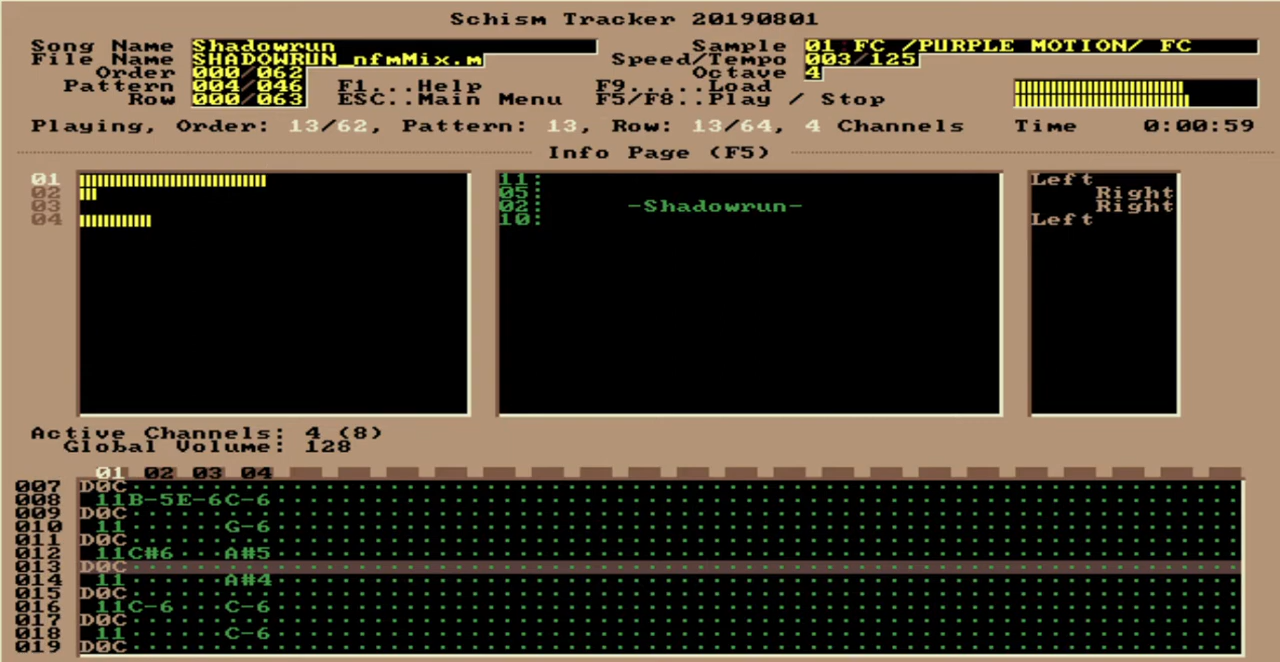 Schism Tracker 20190801
Song Name Shadowrun Sample 01 FC /PURPLE MOTION/ FC
File Name SHADOWRUN_nfmMix.m Speed/Tempo 003/125
Order 000/062 Octave 4
Pattern 004/046 F1...Help F9.....Load
Row 000/063 ESC..Main Menu F5/F8..Play / Stop
Playing, Order: 13/62, Pattern: 13, Row: 13/64, 4 Channels Time 0:00:59
Info Page (F5)
01 11: Left
02 05: Right
03 02: -Shadowrun- Right
04 10: Left
Active Channels: 4 (8)
Global Volume: 128
01 02 03 04
007 D0C
008 11 B-5 E-6 C-6
009 D0C
010 11 G-6
011 D0C
012 11 C#6 A#5
013 D0C
014 11 A#4
015 D0C
016 11 C-6 C-6
017 D0C
018 11 C-6
019 D0C